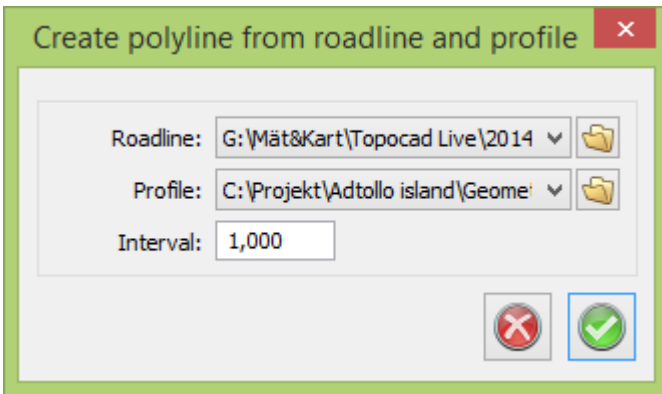 Create polyline from roadline and profile
Roadline: G:\Mät&Kart\Topocad Live\2014
Profile: C:\Projekt\Adtollo island\Geomet
Interval: 1,000